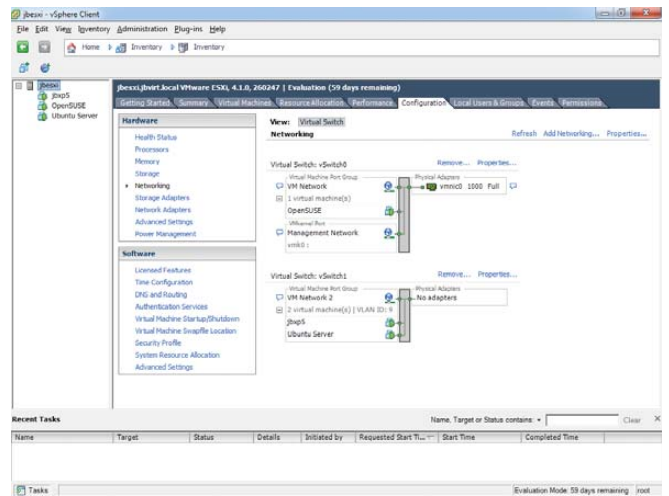 jbesxi - vSphere Client
File Edit View Inventory Administration Plug-ins Help
Home Inventory Inventory
jbesxi
jbxp5
OpenSUSE
Ubuntu Server
jbesxi.jbvirt.local VMware ESXi, 4.1.0, 260247 | Evaluation (59 days remaining)
Getting Started Summary Virtual Machines Resource Allocation Performance Configuration Local Users & Groups Events Permissions
Hardware
Health Status
Processors
Memory
Storage
Networking
Storage Adapters
Network Adapters
Advanced Settings
Power Management
Software
Licensed Features
Time Configuration
DNS and Routing
Authentication Services
Virtual Machine Startup/Shutdown
Virtual Machine Swapfile Location
Security Profile
System Resource Allocation
Advanced Settings
View: Virtual Switch
Networking Refresh Add Networking... Properties...
Virtual Switch: vSwitch0 Remove... Properties...
Virtual Machine Port Group Physical Adapters
VM Network vmnic0 1000 Full
1 virtual machine(s)
OpenSUSE
VMkernel Port
Management Network
vmk0 :
Virtual Switch: vSwitch1 Remove... Properties...
Virtual Machine Port Group Physical Adapters
VM Network 2 No adapters
2 virtual machine(s) | VLAN ID: 9
jbxp5
Ubuntu Server
Recent Tasks Name, Target or Status contains: Clear
Name Target Status Details Initiated by Requested Start Ti... Start Time Completed Time
Tasks Evaluation Mode: 59 days remaining root